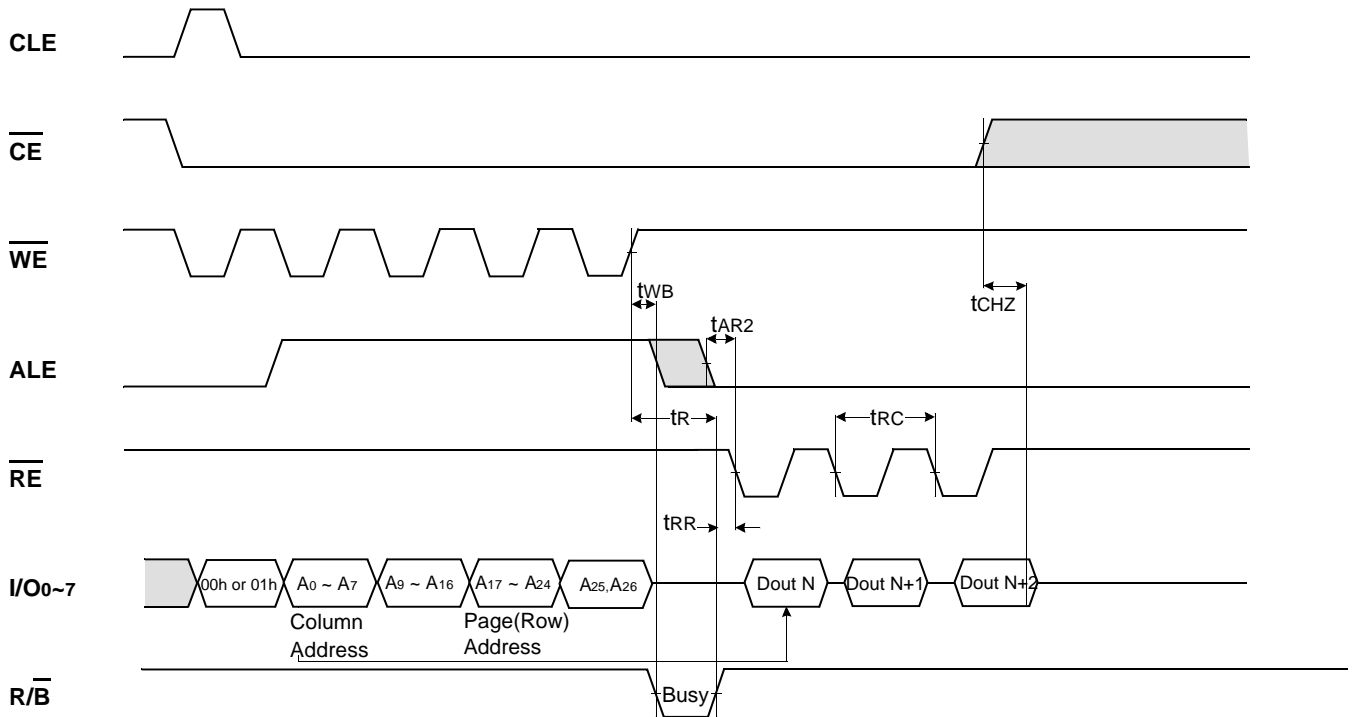 CLE
CE
WE
tWB
tCHZ
tAR2
ALE
tR
tRC
RE
tRR
I/O0~7
00h or 01h
A0 ~ A7
A9 ~ A16
A17 ~ A24
A25,A26
Dout N
Dout N+1
Dout N+2
Column
Address
Page(Row)
Address
R/B
Busy